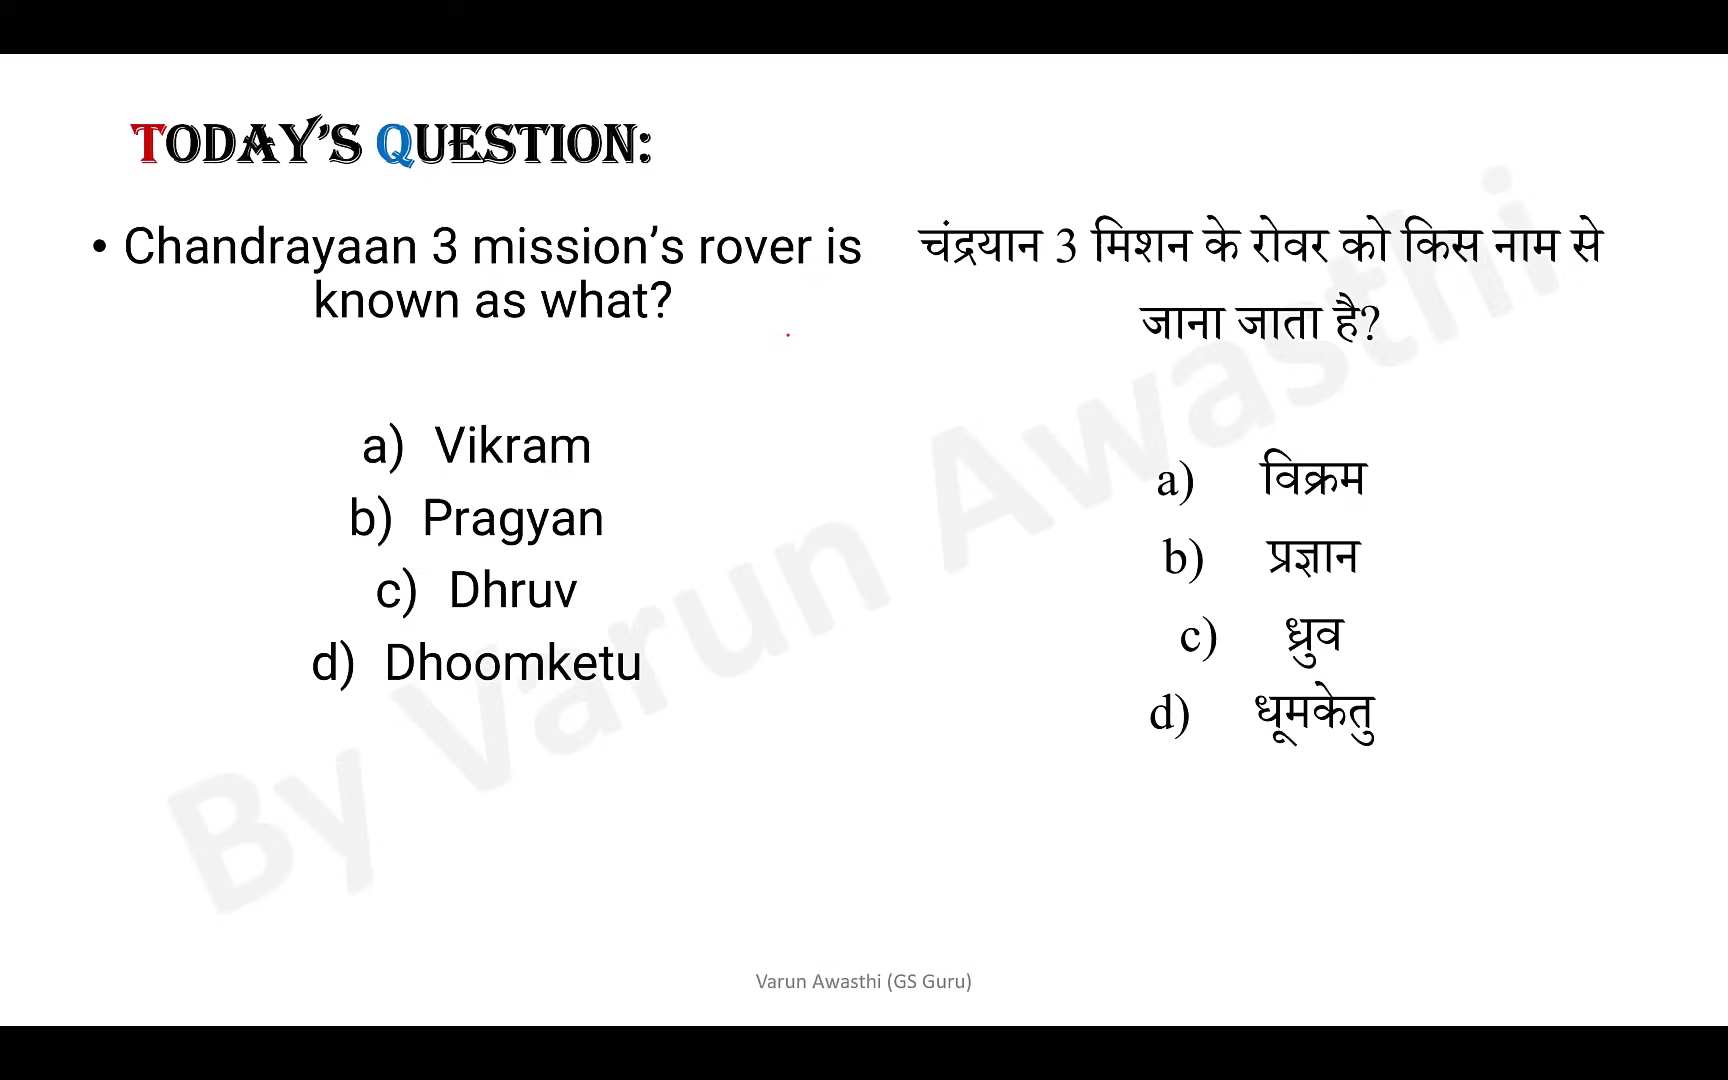 TODAY'S QUESTION:
• Chandrayaan 3 mission's rover is
known as what?
a) Vikram
b) Pragyan
c) Dhruv
d) Dhoomketu
चंद्रयान 3 मिशन के रोवर को किस नाम से
जाना जाता है?
a) विक्रम
b) प्रज्ञान
c) ध्रुव
d) धूमकेतु
By Varun Awasthi
Varun Awasthi (GS Guru)